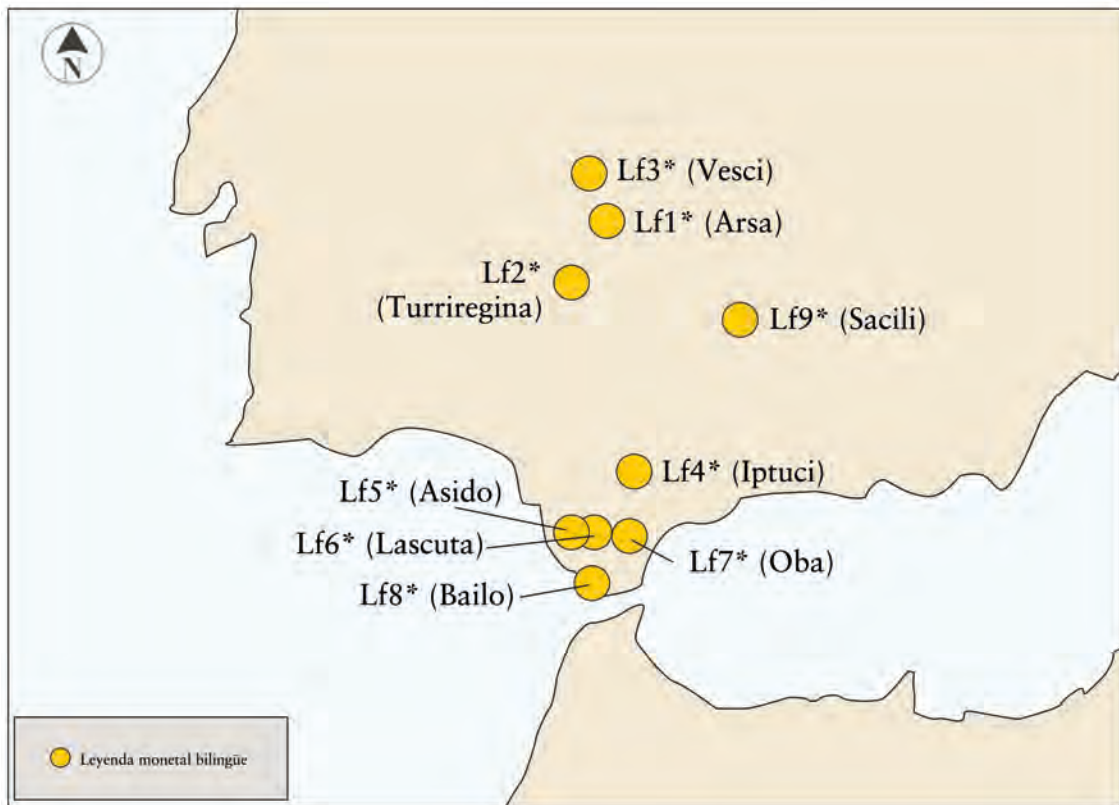 N
Lf3* (Vesci)
Lf1* (Arsa)
Lf2*
(Turriregina)
Lf9* (Sacili)
Lf4* (Iptuci)
Lf5* (Asido)
Lf6* (Lascuta)
Lf7* (Oba)
Lf8* (Bailo)
Leyenda monetal bilingüe